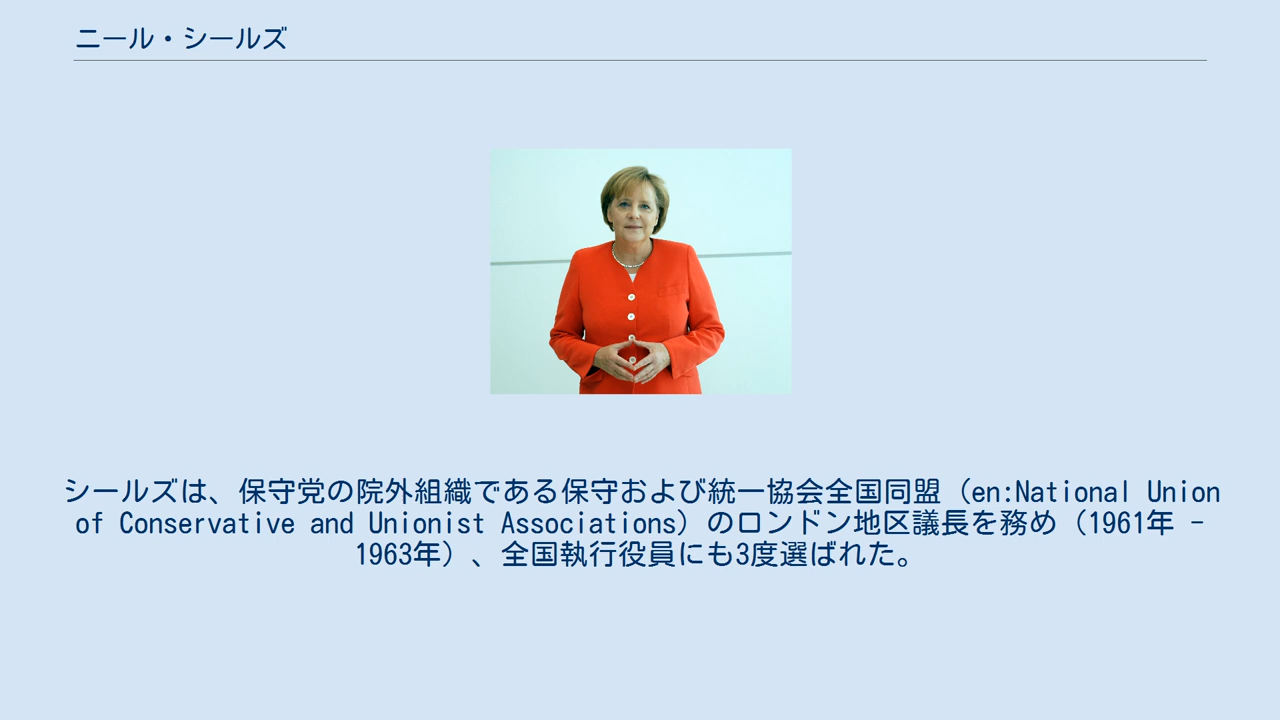 ニール・シールズ
シールズは、保守党の院外組織である保守および統一協会全国同盟（en:National Union
of Conservative and Unionist Associations）のロンドン地区議長を務め（1961年 -
1963年）、全国執行役員にも3度選ばれた。